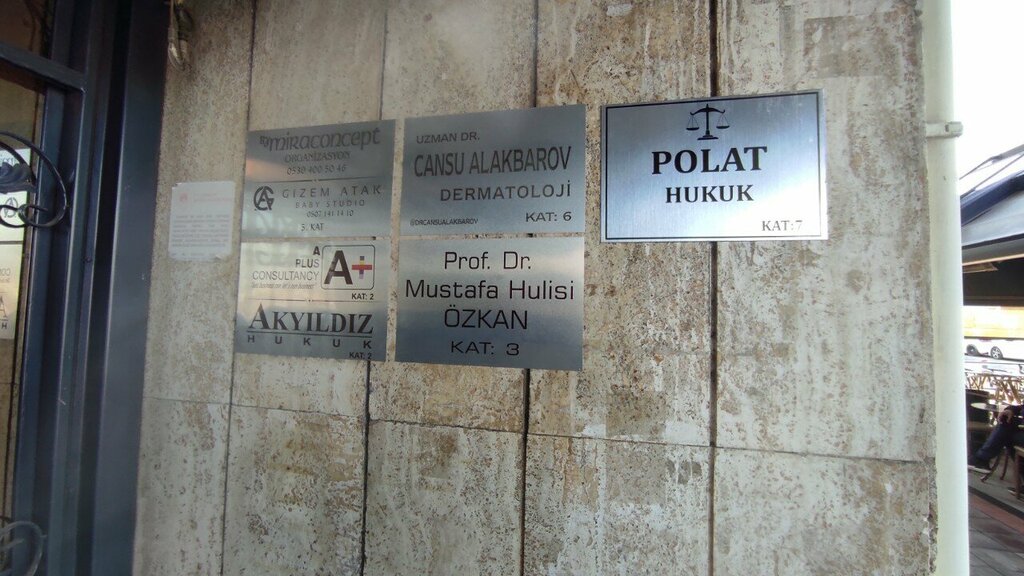 miraconcept
ORGANİZASYON
0530 400 50 46
GIZEM ATAK
BABY STUDIO
0507 141 14 10
5. KAT
A
PLUS
CONSULTANCY
A+
KAT: 2
AKYILDIZ
HUKUK
KAT: 2
UZMAN DR.
CANSU ALAKBAROV
DERMATOLOJİ
KAT: 6
@DRCANSUALAKBAROV
Prof. Dr.
Mustafa Hulisi
ÖZKAN
KAT: 3
POLAT
HUKUK
KAT:7